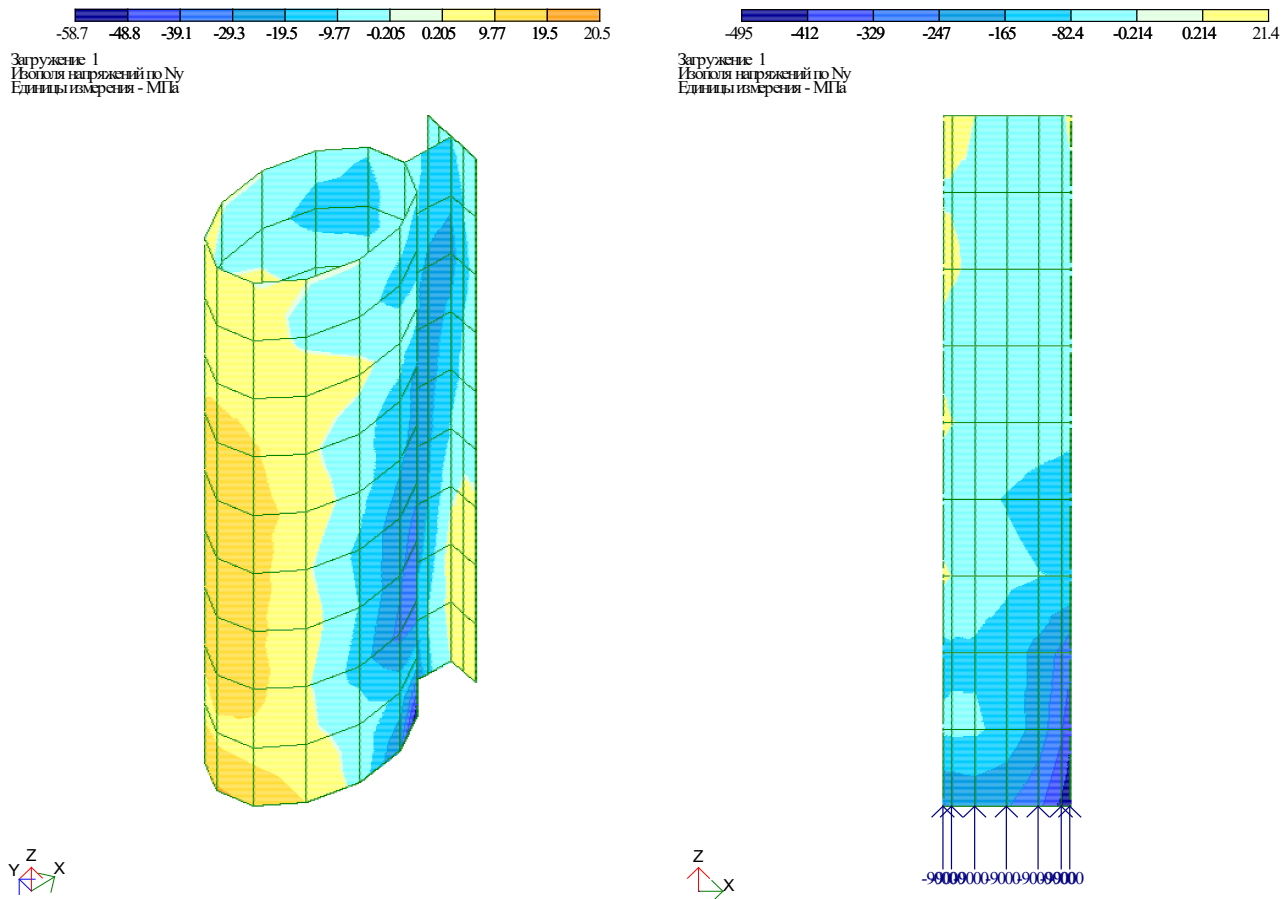 -58.7 -48.8 -39.1 -29.3 -19.5 -9.77 -0.205 0.205 9.77 19.5 20.5
Загружение 1
Изополя напряжений по Ny
Единицы измерения - МПа
-495 -412 -329 -247 -165 -82.4 -0.214 0.214 21.4
Загружение 1
Изополя напряжений по Ny
Единицы измерения - МПа
Y Z X
Z X
-9000